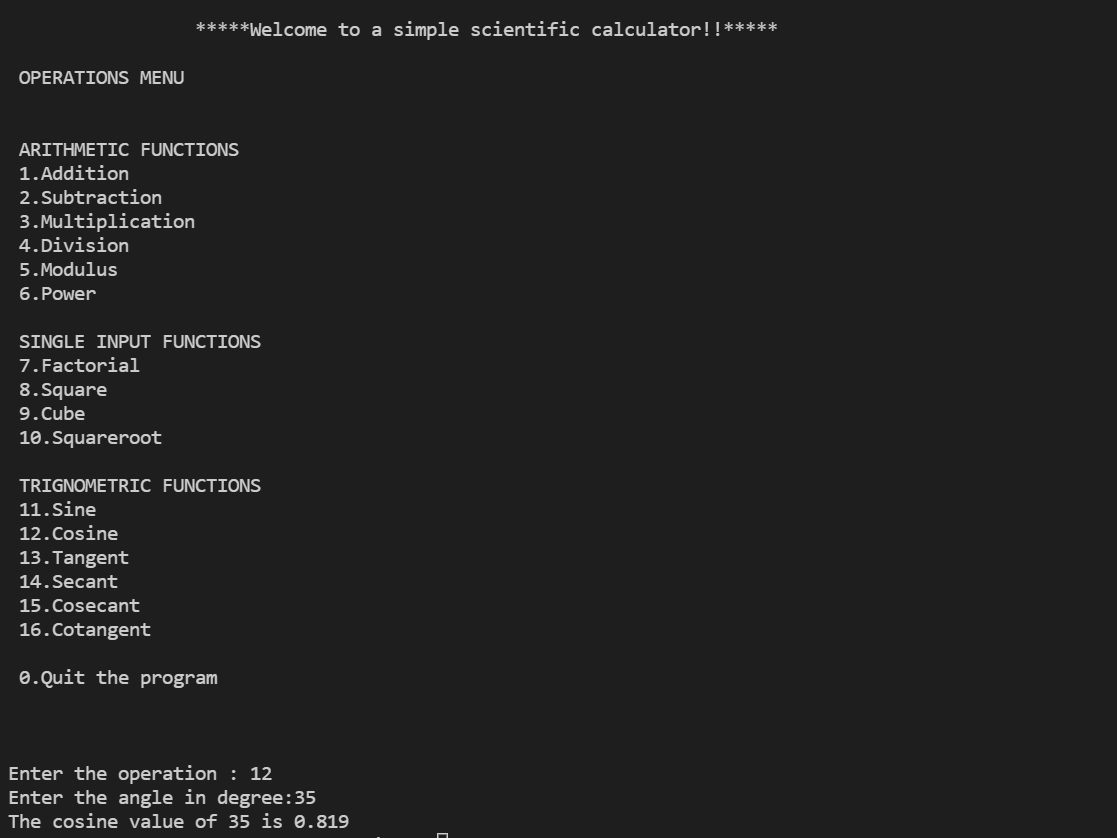 *****Welcome to a simple scientific calculator!!*****
OPERATIONS MENU
ARITHMETIC FUNCTIONS
1.Addition
2.Subtraction
3.Multiplication
4.Division
5.Modulus
6.Power
SINGLE INPUT FUNCTIONS
7.Factorial
8.Square
9.Cube
10.Squareroot
TRIGNOMETRIC FUNCTIONS
11.Sine
12.Cosine
13.Tangent
14.Secant
15.Cosecant
16.Cotangent
0.Quit the program
Enter the operation : 12
Enter the angle in degree:35
The cosine value of 35 is 0.819